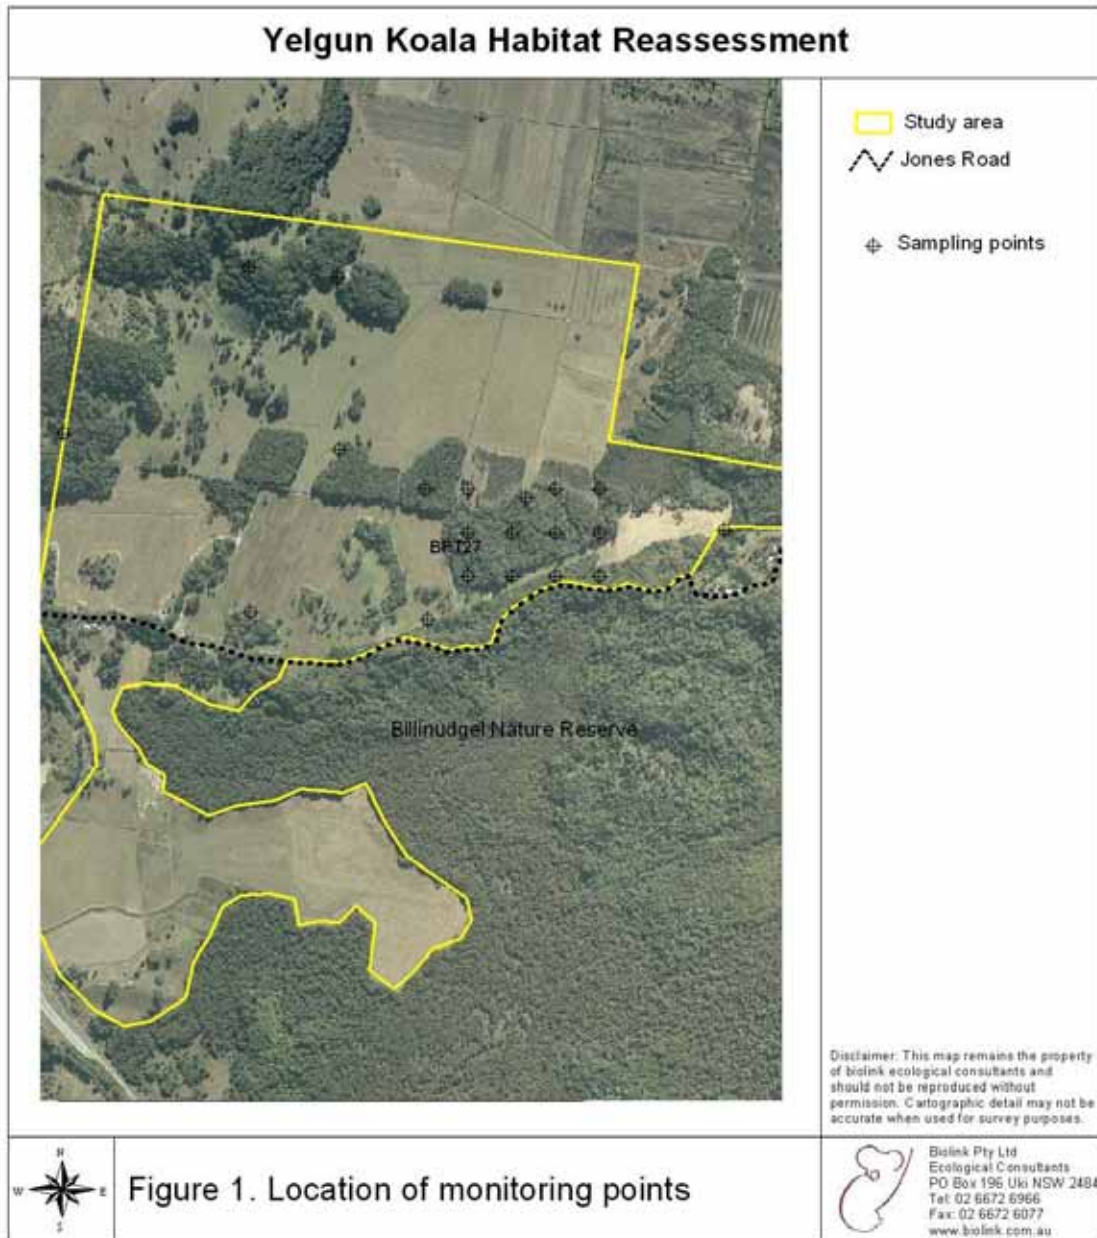 Yelgun Koala Habitat Reassessment
Study area
Jones Road
Sampling points
BFT27
Billinudgel Nature Reserve
Disclaimer: This map remains the property
of biolink ecological consultants and
should not be reproduced without
permission. Cartographic detail may not be
accurate when used for survey purposes.
N
W E
S
Figure 1. Location of monitoring points
Biolink Pty Ltd
Ecological Consultants
PO Box 196 Uki NSW 2484
Tel: 02 6672 6966
Fax: 02 6672 6077
www.biolink.com.au